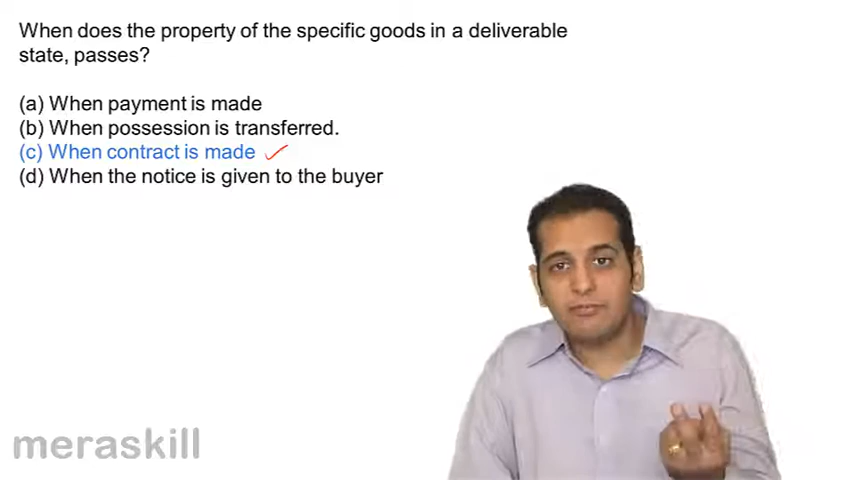 When does the property of the specific goods in a deliverable
state, passes?
(a) When payment is made
(b) When possession is transferred.
(c) When contract is made
(d) When the notice is given to the buyer
meraskill